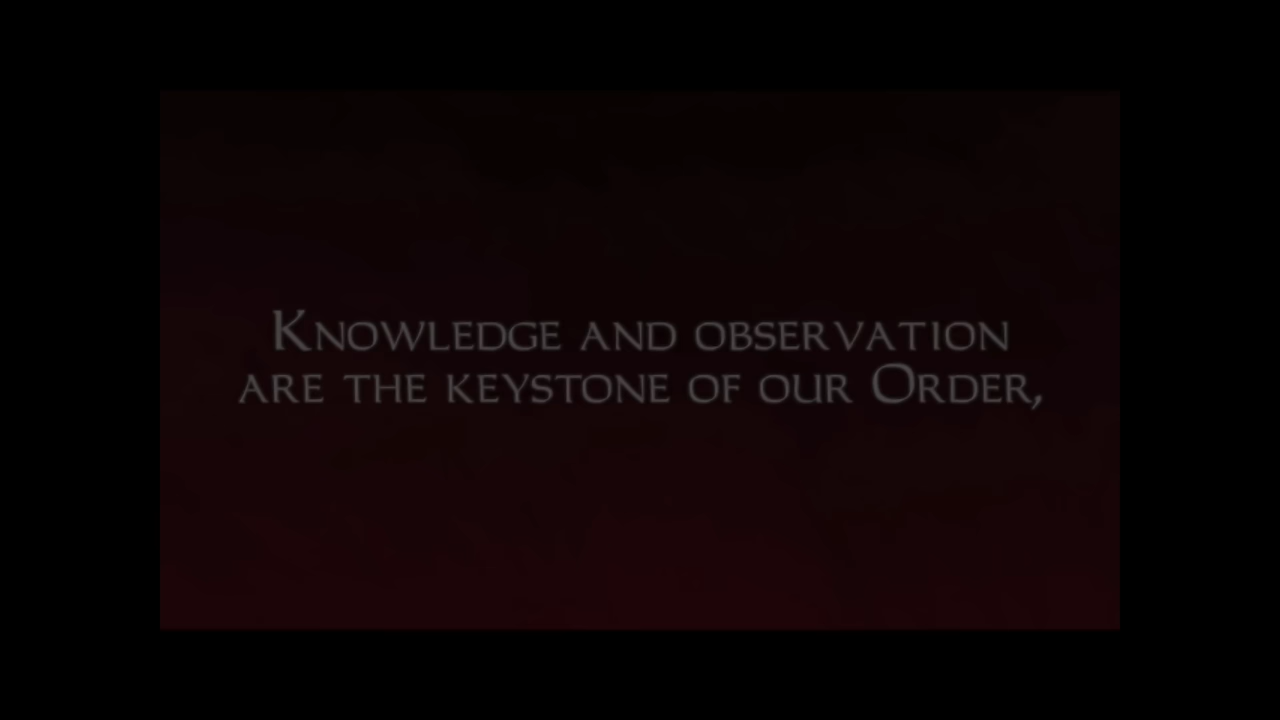 Knowledge and observation
are the keystone of our Order,